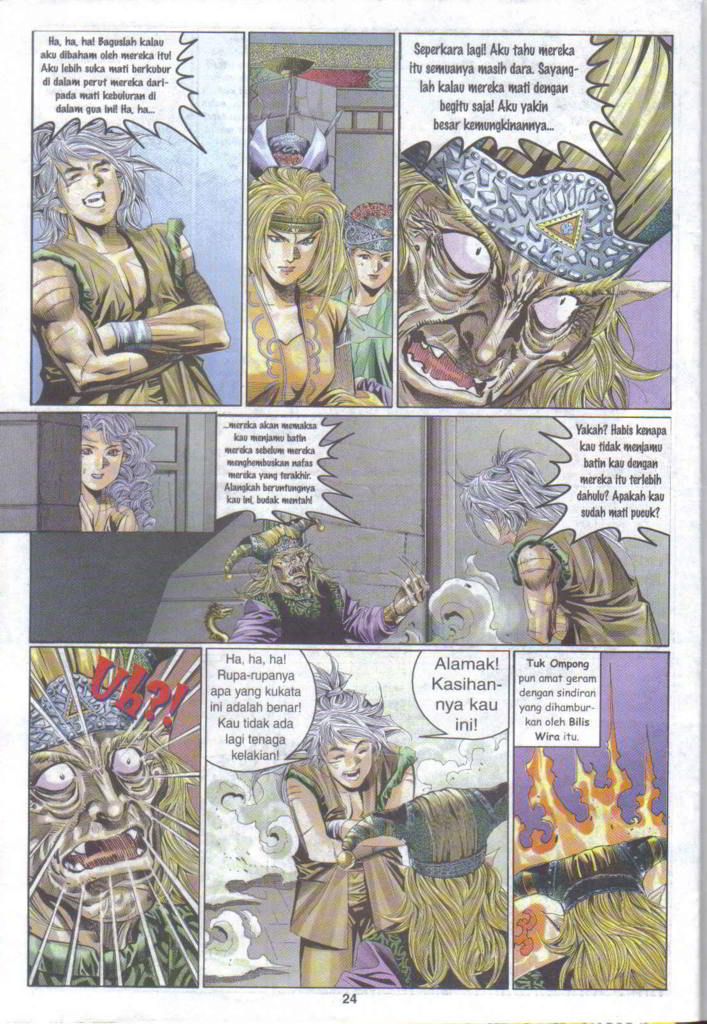 Ha, ha, ha! Baguslah kalau
aku dibaham oleh mereka itu!
Aku lebih suka mati berkubur
di dalam perut mereka dari-
pada mati kebuluran di
dalam gua ini! Ha, ha...
Seperkara lagi! Aku tahu mereka
itu semuanya masih dara. Sayang-
lah kalau mereka mati dengan
begitu saja! Aku yakin
besar kemungkinannya...
...mereka akan memaksa
kau menjamu batin
mereka sebelum mereka
menghembuskan nafas
mereka yang terakhir.
Alangkah beruntungnya
kau ini, budak mentah!
Yakah? Habis kenapa
kau tidak menjamu
batin kau dengan
mereka itu terlebih
dahulu? Apakah kau
sudah mati pucuk?
Uh?!
Ha, ha, ha!
Rupa-rupanya
apa yang kukata
ini adalah benar!
Kau tidak ada
lagi tenaga
kelakian!
Alamak!
Kasihan-
nya kau
ini!
Tuk Ompong
pun amat geram
dengan sindiran
yang dihambur-
kan oleh Bilis
Wira itu.
24